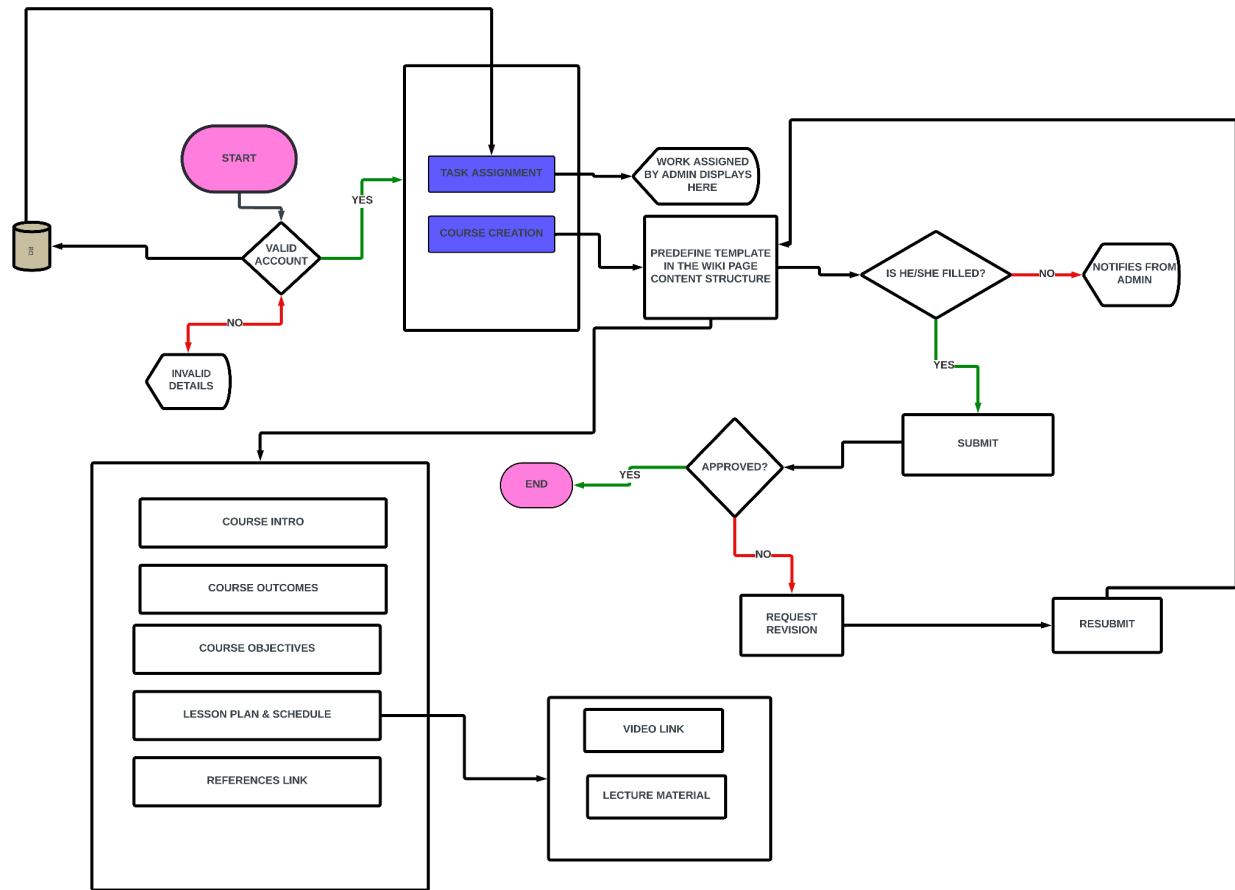 START
TASK ASSIGNMENT
WORK ASSIGNED
BY ADMIN DISPLAYS
HERE
YES
VALID
ACCOUNT
COURSE CREATION
PREDEFINE TEMPLATE
IN THE WIKI PAGE
CONTENT STRUCTURE
IS HE/SHE FILLED?
NO
NOTIFIES FROM
ADMIN
NO
INVALID
DETAILS
YES
SUBMIT
APPROVED?
YES
END
NO
REQUEST
REVISION
RESUBMIT
COURSE INTRO
COURSE OUTCOMES
COURSE OBJECTIVES
LESSON PLAN & SCHEDULE
REFERENCES LINK
VIDEO LINK
LECTURE MATERIAL